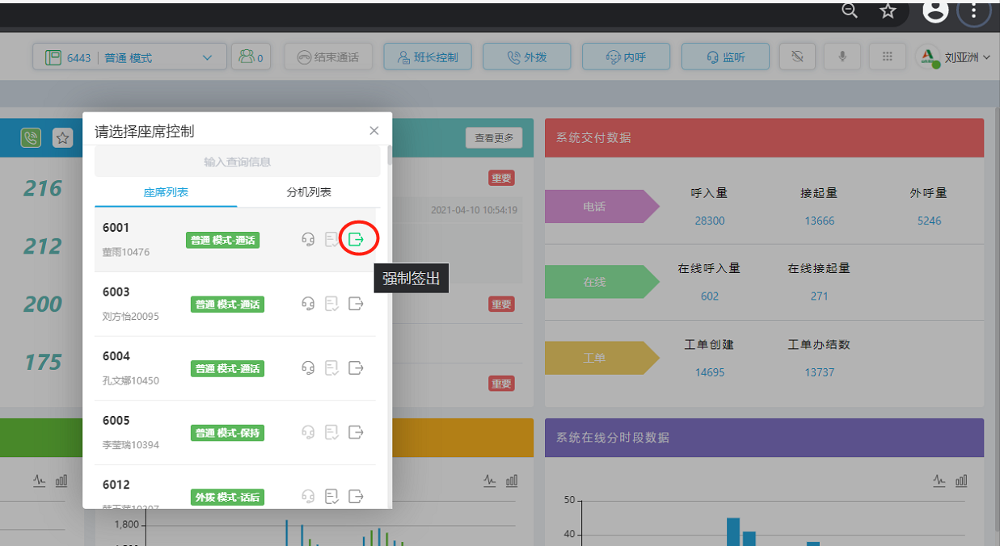 6443 普通 模式
0
结束通话
班长控制
外拨
内呼
监听
刘亚洲
请选择座席控制
输入查询信息
座席列表
分机列表
6001
董雨10476
普通 模式-通话
强制签出
6003
刘方怡20095
普通 模式-通话
6004
孔文娜10450
普通 模式-通话
6005
李莹瑞10394
普通 模式-保持
6012
外拨 模式-话后
216
212
200
175
查看更多
重要
2021-04-10 10:54:19
重要
重要
系统交付数据
电话
呼入量 接起量 外呼量
28300 13666 5246
在线
在线呼入量 在线接起量
602 271
工单
工单创建 工单办结数
14695 13737
系统在线分时段数据
1,800
50
40